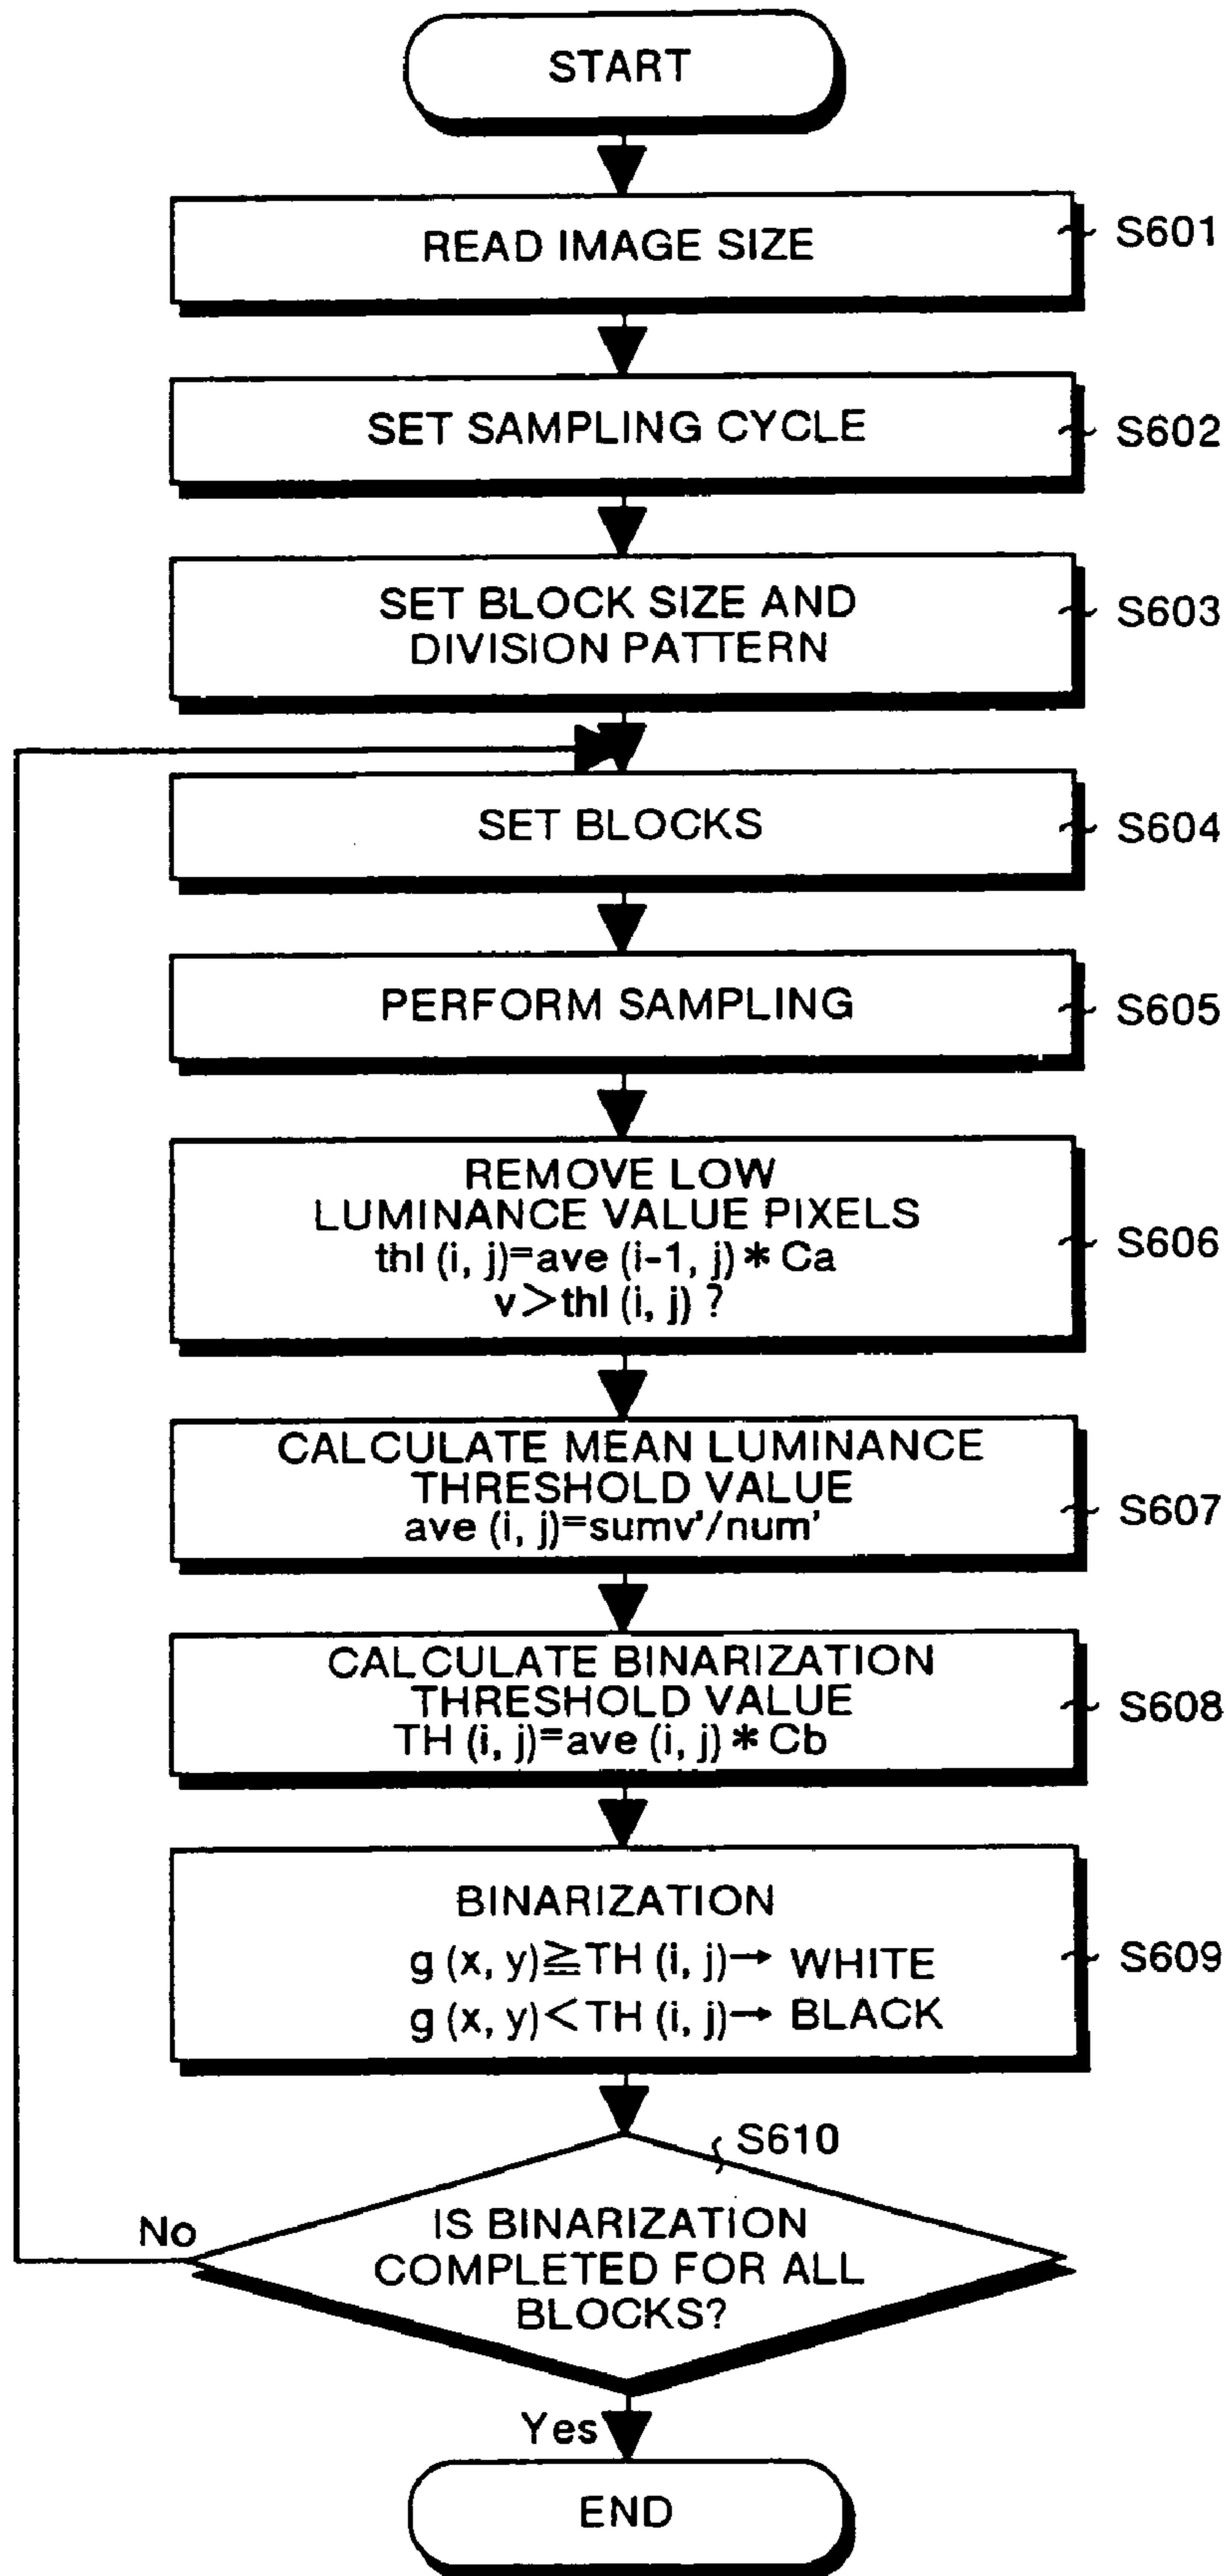 START
READ IMAGE SIZE
S601
SET SAMPLING CYCLE
S602
SET BLOCK SIZE AND
DIVISION PATTERN
S603
SET BLOCKS
S604
PERFORM SAMPLING
S605
REMOVE LOW
LUMINANCE VALUE PIXELS
thl (i, j)=ave (i-1, j) * Ca
v>thl (i, j) ?
S606
CALCULATE MEAN LUMINANCE
THRESHOLD VALUE
ave (i, j)=sumv'/num'
S607
CALCULATE BINARIZATION
THRESHOLD VALUE
TH (i, j)=ave (i, j) * Cb
S608
BINARIZATION
g (x, y)≧TH (i, j)→ WHITE
g (x, y)<TH (i, j)→ BLACK
S609
S610
IS BINARIZATION
COMPLETED FOR ALL
BLOCKS?
No
Yes
END